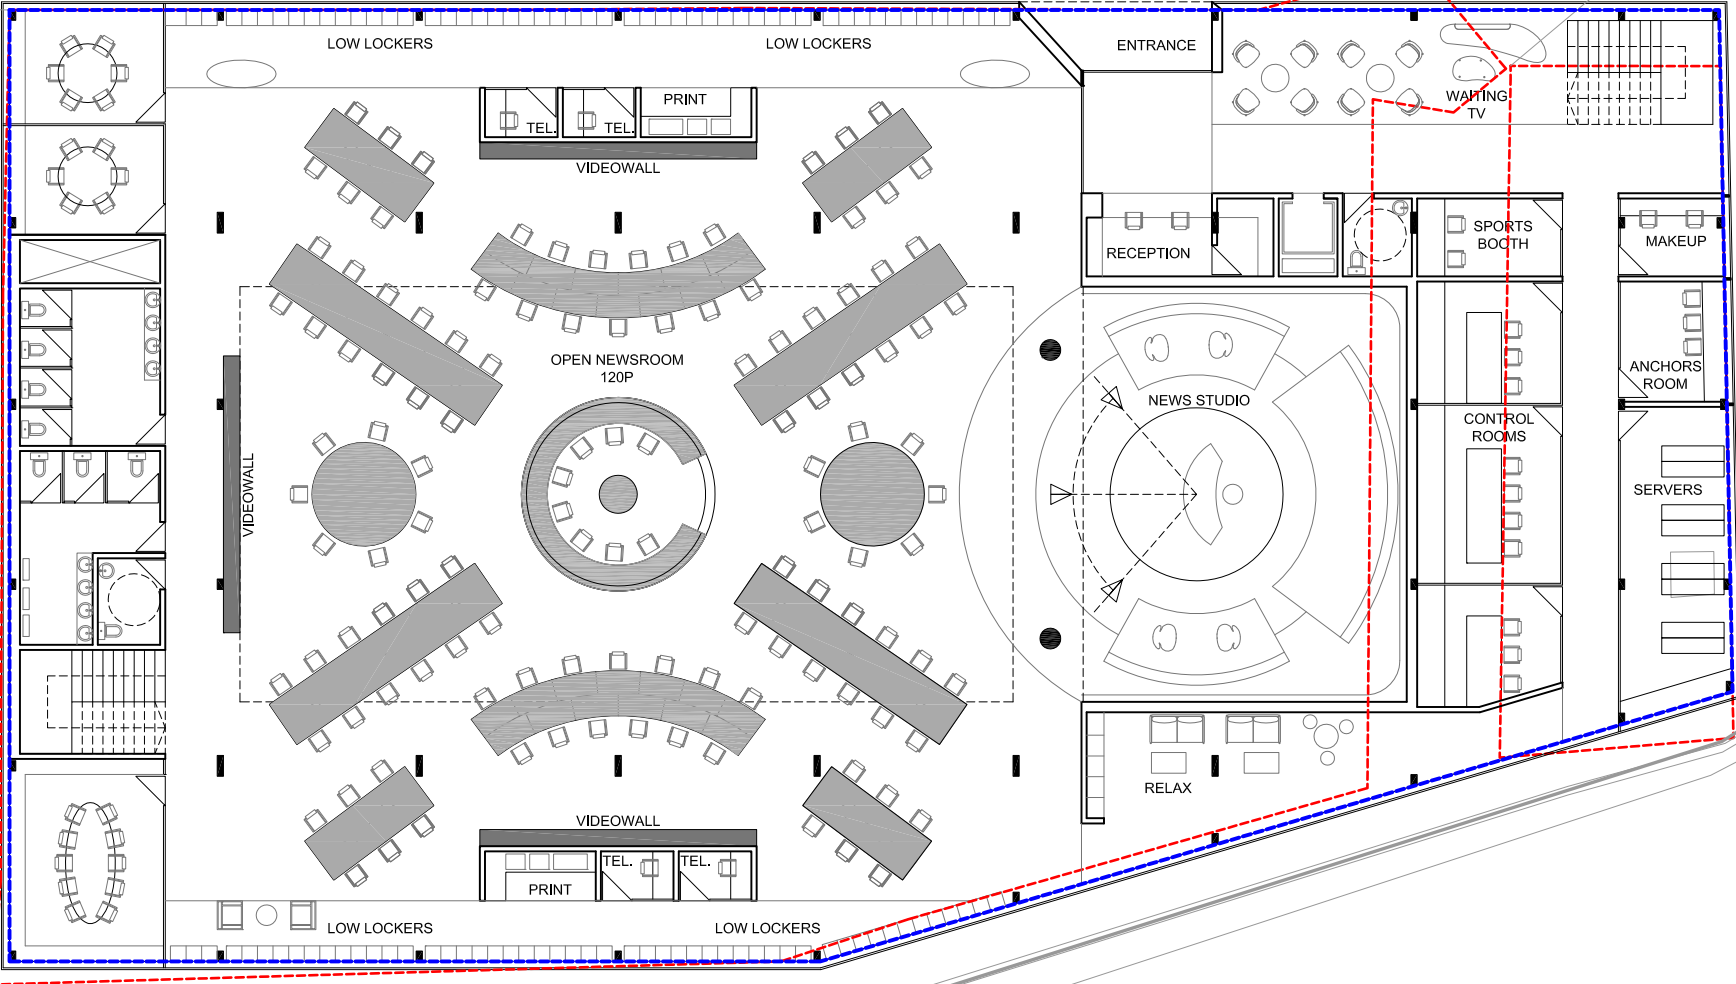 LOW LOCKERS
LOW LOCKERS
ENTRANCE
PRINT
TEL.
TEL.
VIDEOWALL
WAITING
TV
RECEPTION
SPORTS
BOOTH
MAKEUP
OPEN NEWSROOM
120P
NEWS STUDIO
ANCHORS
ROOM
CONTROL
ROOMS
VIDEOWALL
SERVERS
RELAX
VIDEOWALL
TEL.
TEL.
PRINT
LOW LOCKERS
LOW LOCKERS